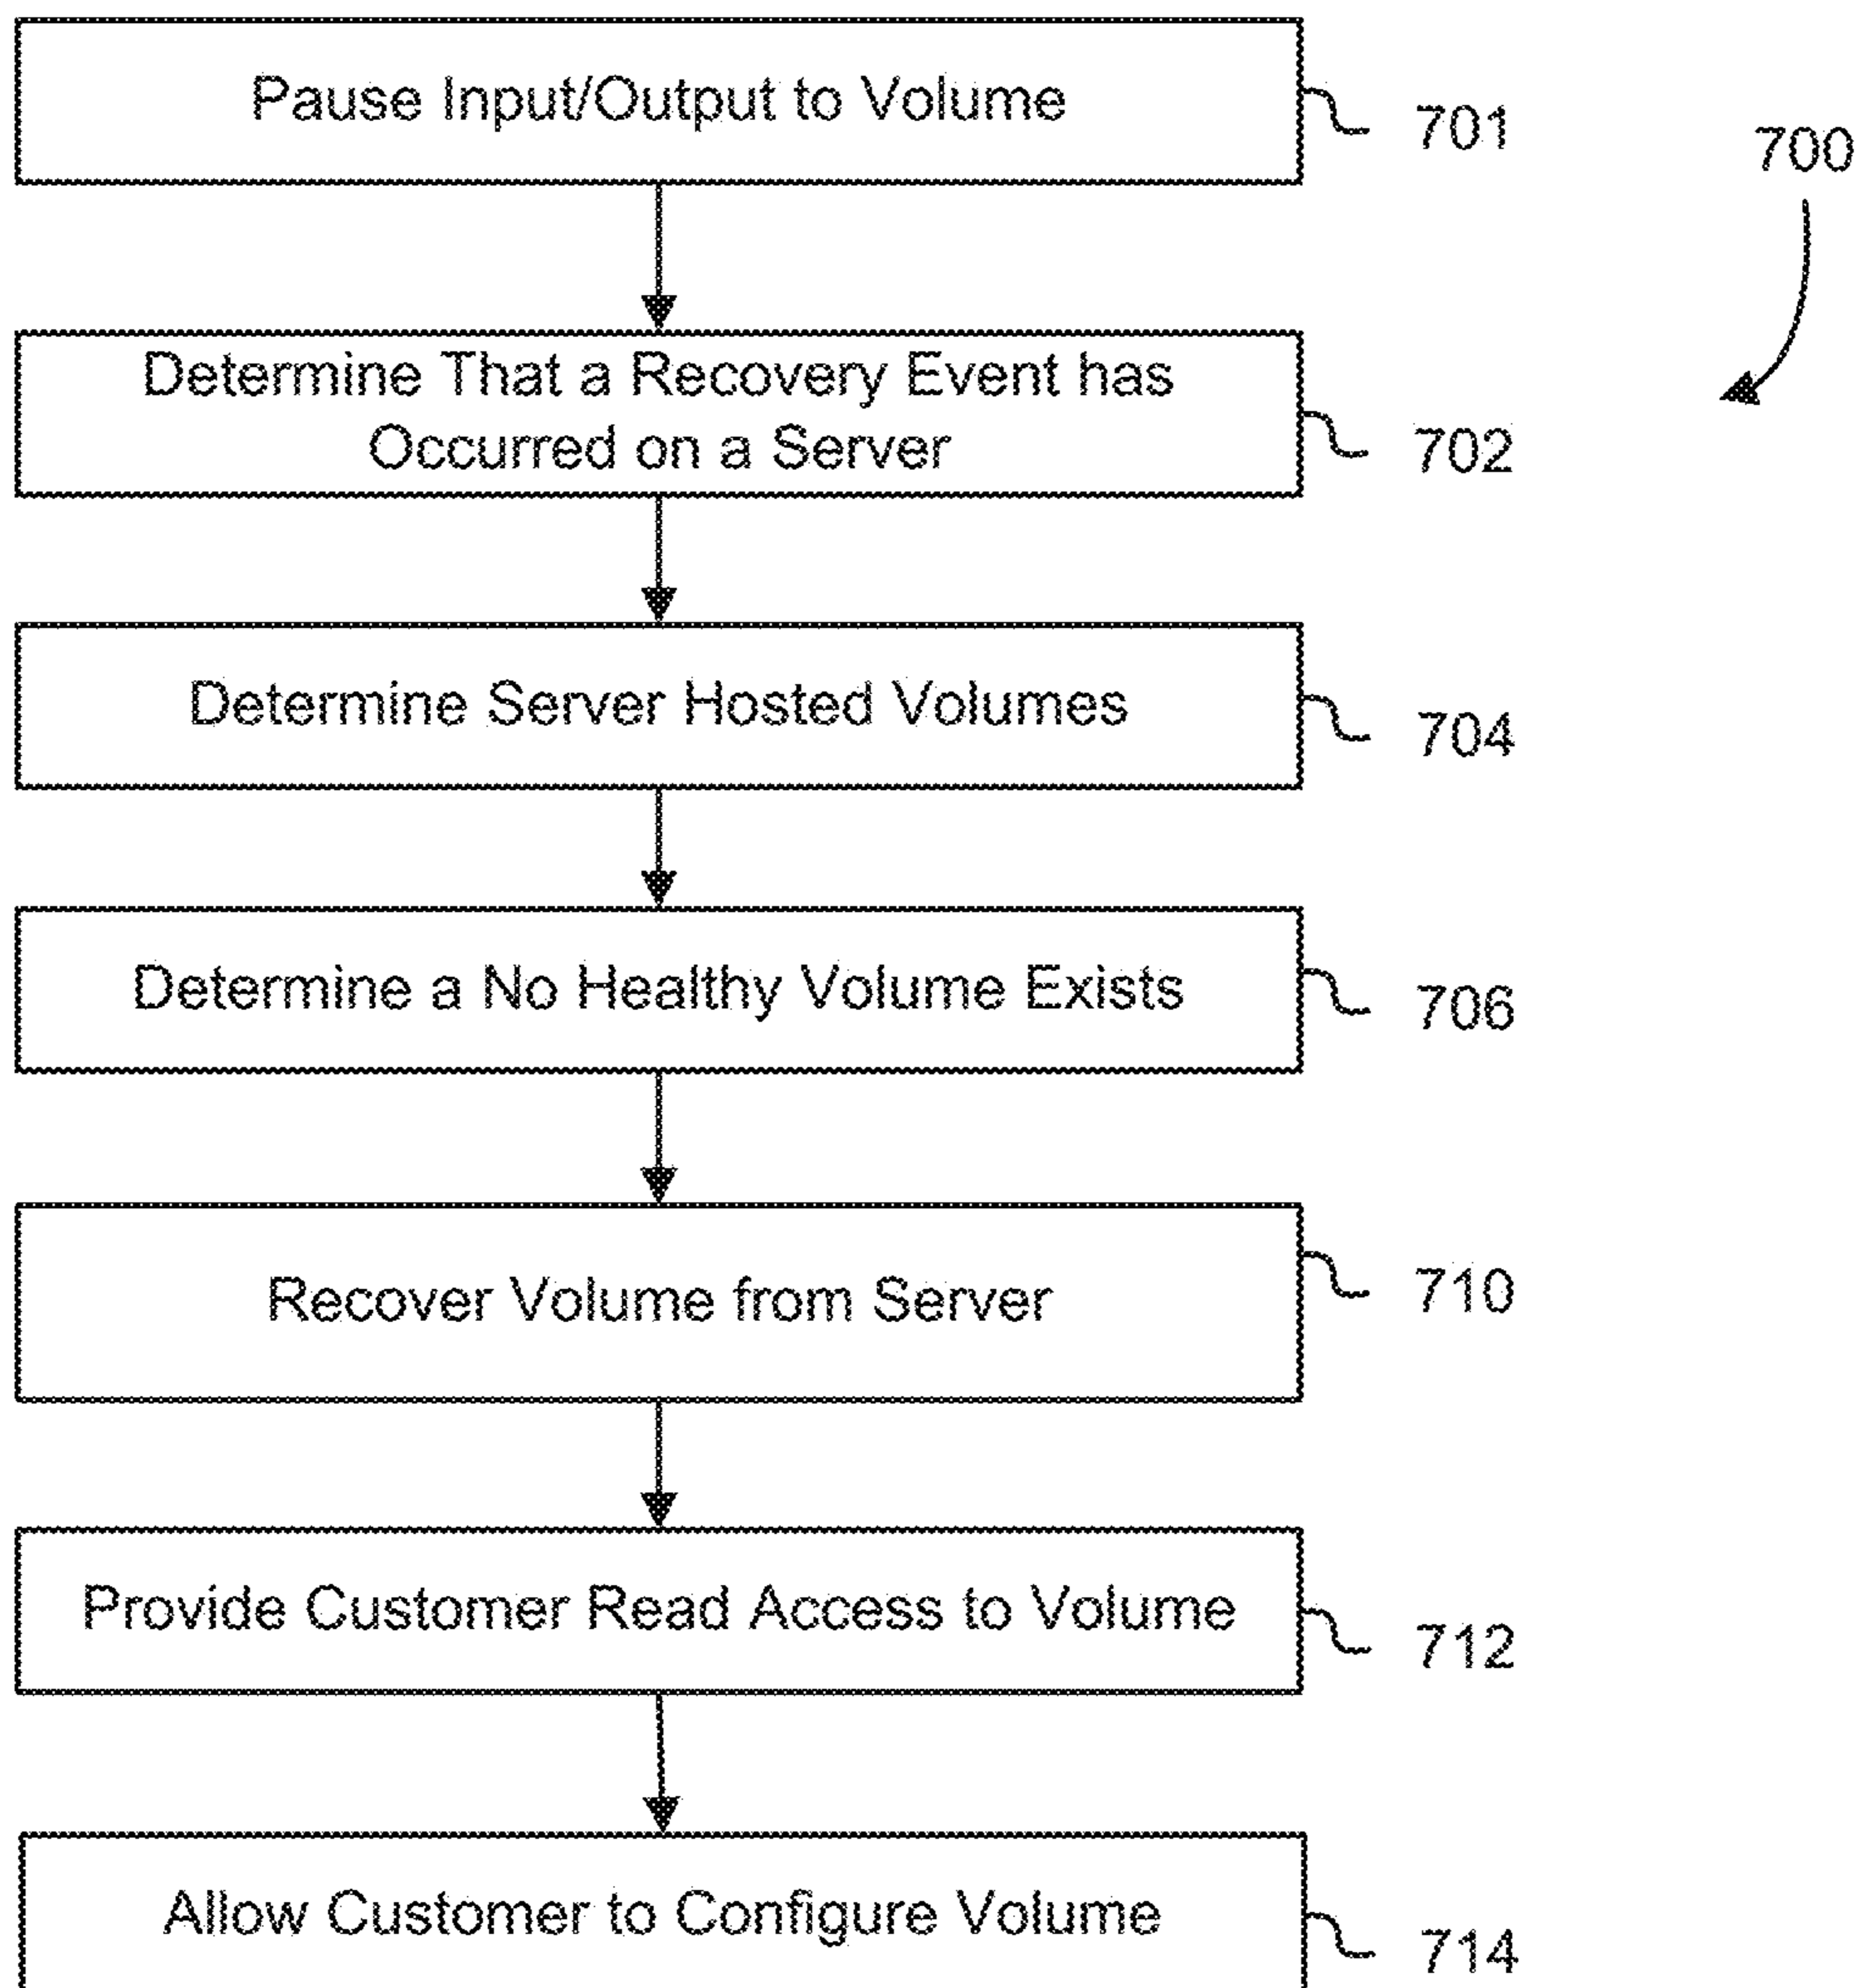 Pause Input/Output to Volume
701
700
Determine That a Recovery Event has
Occurred on a Server
702
Determine Server Hosted Volumes
704
Determine a No Healthy Volume Exists
706
Recover Volume from Server
710
Provide Customer Read Access to Volume
712
Allow Customer to Configure Volume
714